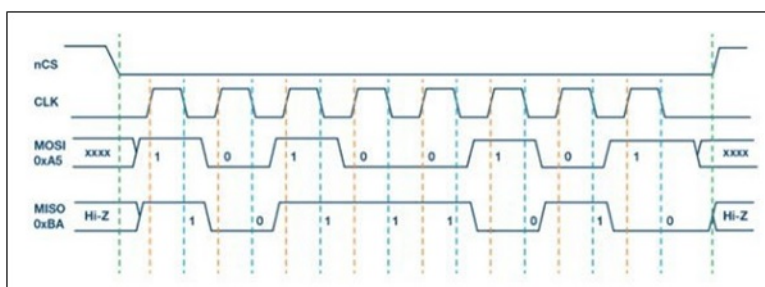 nCS
CLK
MOSI
0xA5
xxxx 1 0 1 0 0 1 0 1 xxxx
MISO
0xBA
Hi-Z 1 0 1 1 1 0 1 0 Hi-Z